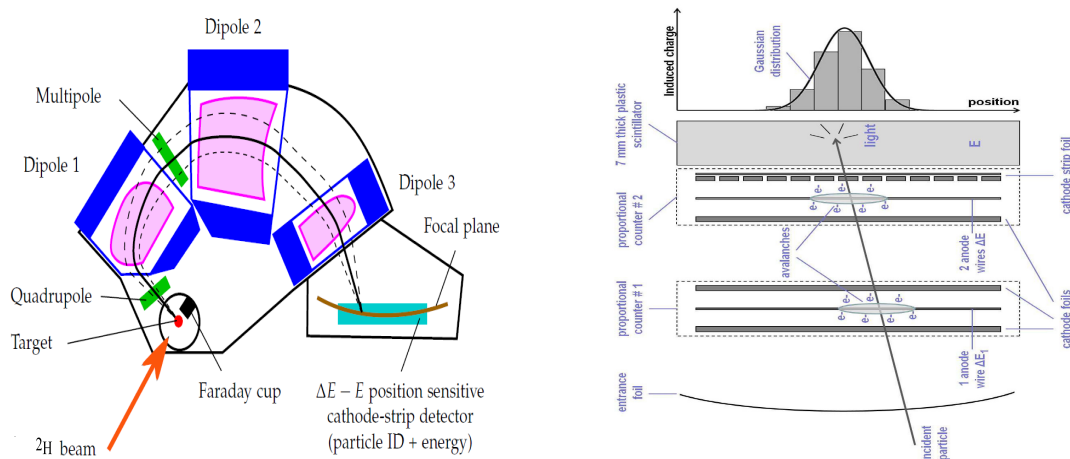 Dipole 2
Multipole
Dipole 1
Dipole 3
Focal plane
Quadrupole
Target
Faraday cup
ΔE − E position sensitive
cathode-strip detector
(particle ID + energy)
²H beam
Induced charge
Gaussian
distribution
position
7 mm thick plastic
scintillator
light
E
cathode strip foil
e-
e-
e-
e-
e-
e-
proportional
counter # 2
avalanches
2 anode
wires ΔE
cathode foils
proportional
counter # 1
e-
e-
e-
e-
e-
e-
1 anode
wire ΔE₁
entrance
foil
incident
particle